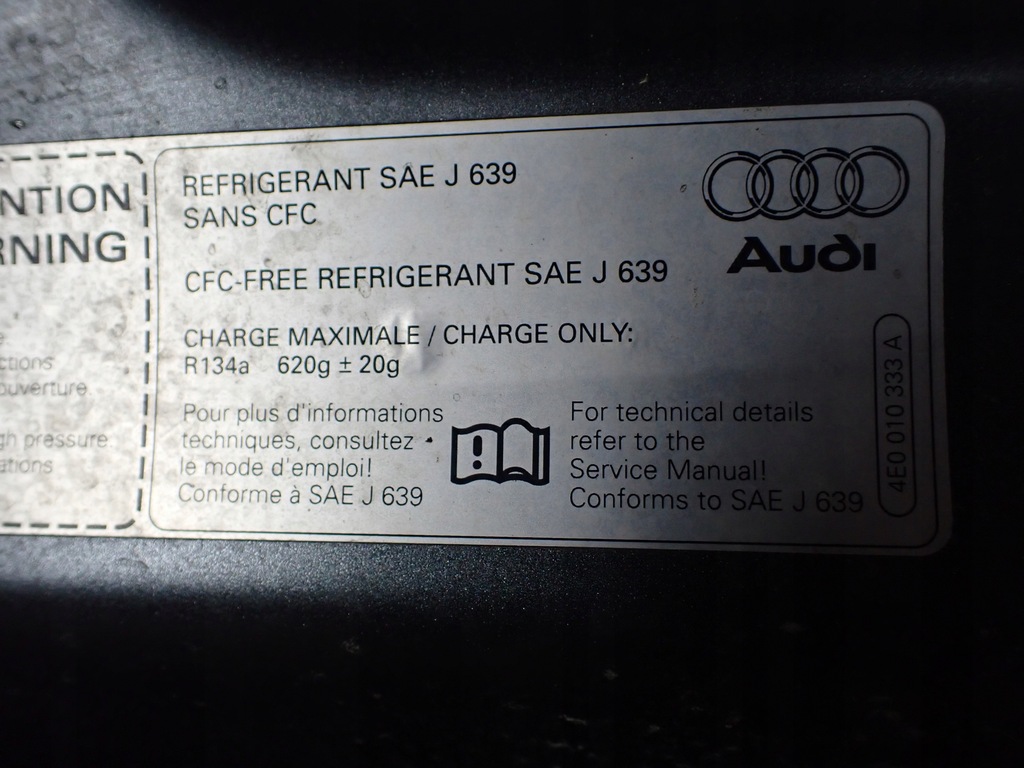 REFRIGERANT SAE J 639
SANS CFC
CFC-FREE REFRIGERANT SAE J 639
CHARGE MAXIMALE / CHARGE ONLY:
R134a 620g ± 20g
Pour plus d'informations
techniques, consultez
le mode d'emploi!
Conforme à SAE J 639
For technical details
refer to the
Service Manual!
Conforms to SAE J 639
Audi
4E0 010 333 A
NTION
RNING
ctions
ouverture
gh pressure
ations